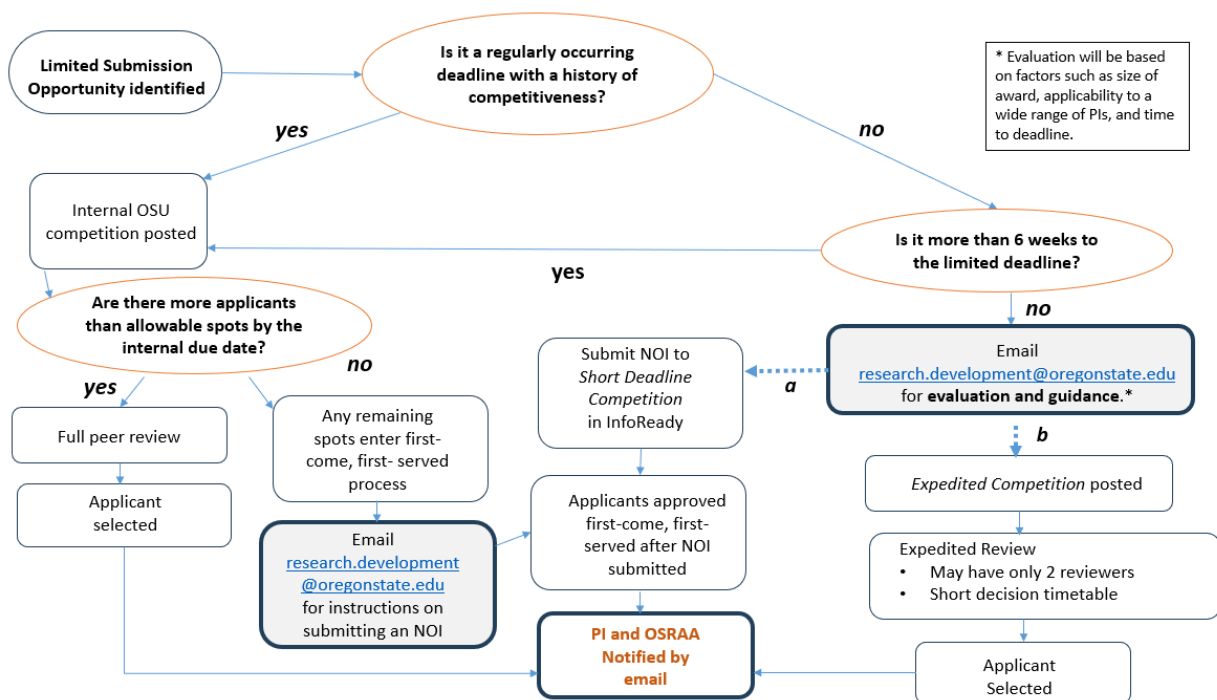 Limited Submission
Opportunity identified
Is it a regularly occurring
deadline with a history of
competitiveness?
* Evaluation will be based
on factors such as size of
award, applicability to a
wide range of PIs, and time
to deadline.
yes
no
Internal OSU
competition posted
Is it more than 6 weeks to
the limited deadline?
yes
Are there more applicants
than allowable spots by the
internal due date?
no
yes
no
Submit NOI to
Short Deadline
Competition
in InfoReady
a
Email
research.development@oregonstate.edu
for evaluation and guidance.*
b
Full peer review
Any remaining
spots enter first-
come, first- served
process
Applicant
selected
Applicants approved
first-come, first-
served after NOI
submitted
Expedited Competition posted
Email
research.development
@oregonstate.edu
for instructions on
submitting an NOI
Expedited Review
• May have only 2 reviewers
• Short decision timetable
PI and OSRAA
Notified by
email
Applicant
Selected